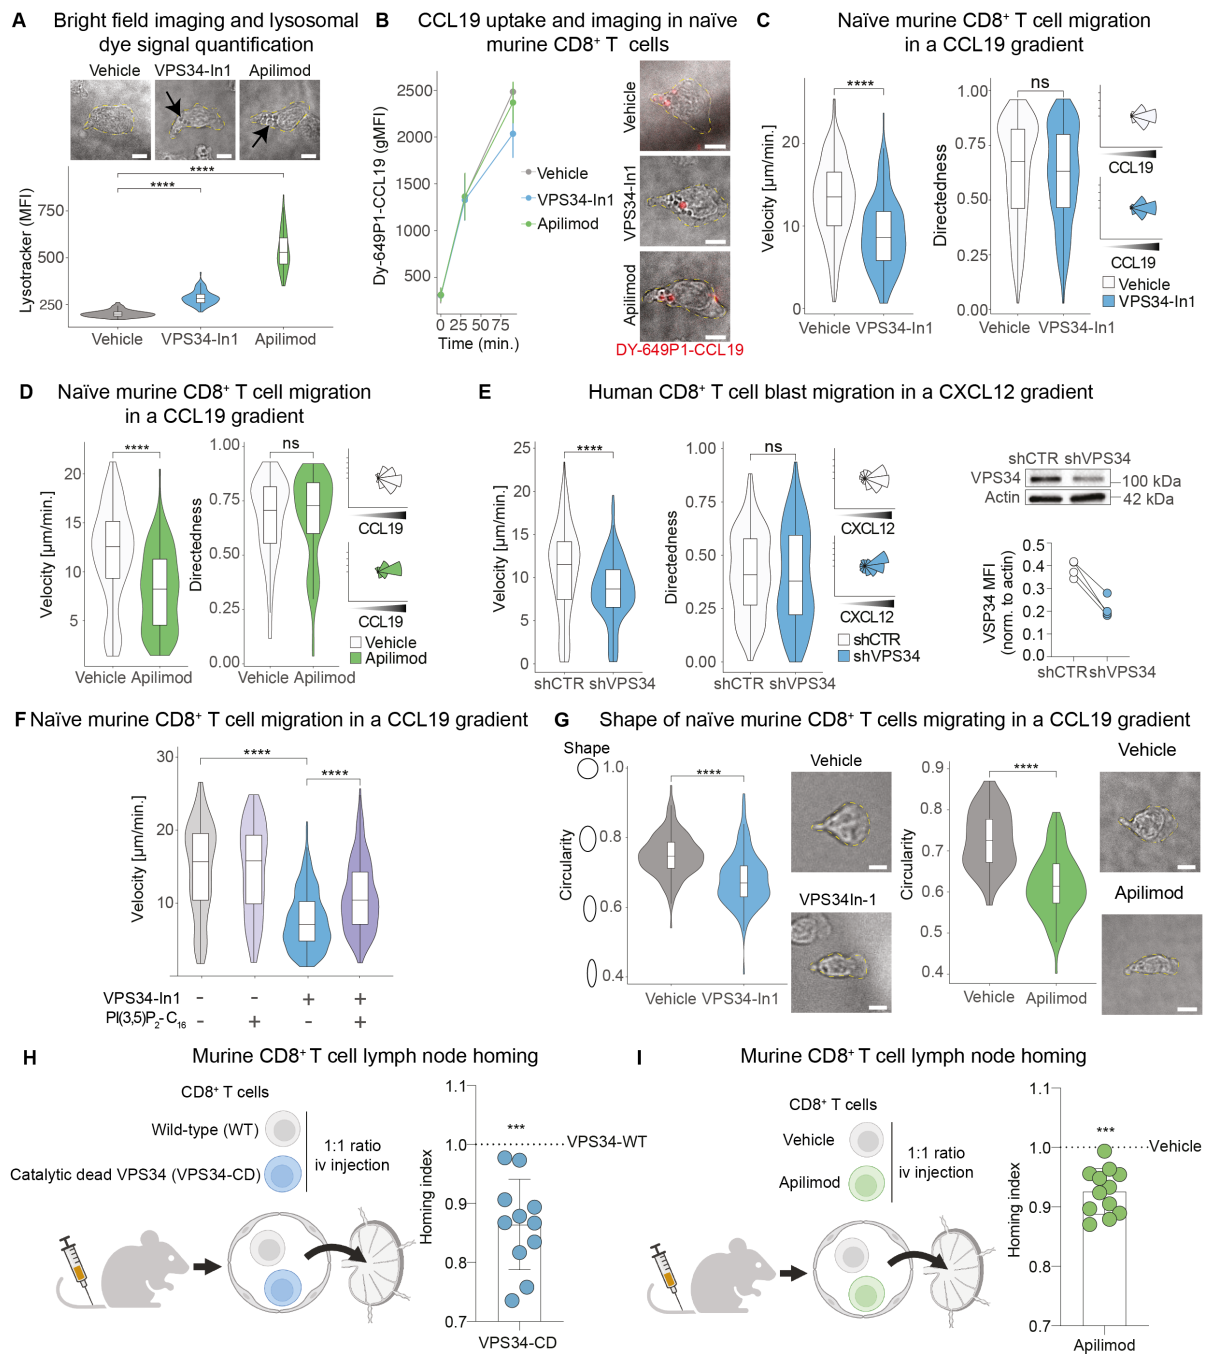 A
Bright field imaging and lysosomal
dye signal quantification
Vehicle VPS34-In1 Apilimod
****
****
Lysotracker (MFI)
750
500
250
Vehicle VPS34-In1 Apilimod
B
CCL19 uptake and imaging in naïve
murine CD8⁺ T cells
Dy-649P1-CCL19 (gMFI)
2500
2000
1500
1000
500
0 25 50 75
Time (min.)
Vehicle
VPS34-In1
Apilimod
Vehicle
VPS34-In1
Apilimod
DY-649P1-CCL19
C
Naïve murine CD8⁺ T cell migration
in a CCL19 gradient
Velocity [µm/min.]
20
10
0
****
Vehicle VPS34-In1
Directedness
1.00
0.75
0.50
0.25
0.00
ns
Vehicle VPS34-In1
CCL19
CCL19
Vehicle
VPS34-In1
D
Naïve murine CD8⁺ T cell migration
in a CCL19 gradient
Velocity [µm/min.]
20
15
10
5
****
Vehicle Apilimod
Directedness
1.00
0.75
0.50
0.25
0.00
ns
Vehicle Apilimod
CCL19
CCL19
Vehicle
Apilimod
E
Human CD8⁺ T cell blast migration in a CXCL12 gradient
Velocity [µm/min.]
25
20
15
10
5
0
****
shCTR shVPS34
Directedness
1.00
0.75
0.50
0.25
0.00
ns
shCTR shVPS34
CXCL12
CXCL12
shCTR
shVPS34
shCTR shVPS34
VPS34
100 kDa
Actin
42 kDa
VSP34 MFI
(norm. to actin)
0.5
0.4
0.3
0.2
0.1
0.0
shCTR shVPS34
F
Naïve murine CD8⁺ T cell migration in a CCL19 gradient
Velocity [µm/min.]
30
20
10
****
****
VPS34-In1 - - + +
PI(3,5)P₂-C₁₆ - + - +
G
Shape of naïve murine CD8⁺ T cells migrating in a CCL19 gradient
Shape
Circularity
1.0
0.8
0.6
0.4
****
Vehicle VPS34-In1
Vehicle
VPS34In-1
Circularity
0.9
0.8
0.7
0.6
0.5
0.4
****
Vehicle Apilimod
Vehicle
Apilimod
H
Murine CD8⁺ T cell lymph node homing
CD8⁺ T cells
Wild-type (WT)
Catalytic dead VPS34 (VPS34-CD)
1:1 ratio
iv injection
Homing index
1.1
1.0
0.9
0.8
0.7
***
VPS34-WT
VPS34-CD
I
Murine CD8⁺ T cell lymph node homing
CD8⁺ T cells
Vehicle
Apilimod
1:1 ratio
iv injection
Homing index
1.1
1.0
0.9
0.8
0.7
***
Vehicle
Apilimod